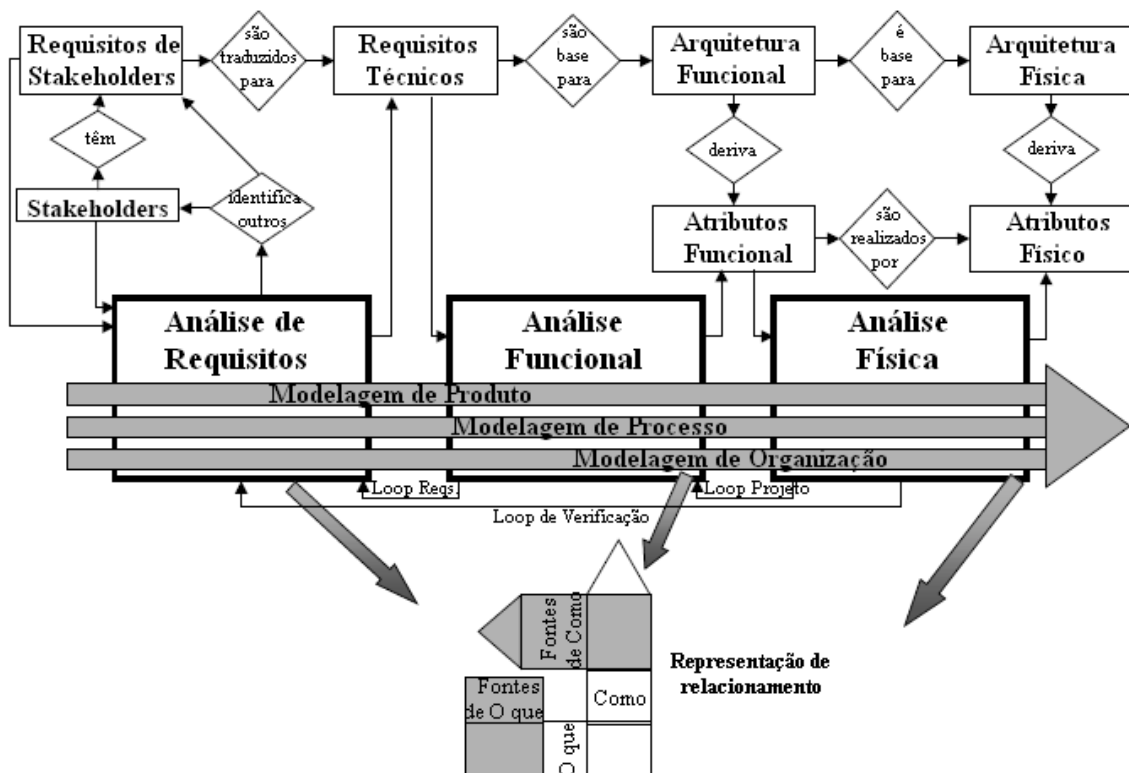 Requisitos de
Stakeholders
são
traduzidos
para
Requisitos
Técnicos
são
base
para
Arquitetura
Funcional
é
base
para
Arquitetura
Física
têm
deriva
deriva
Stakeholders
identifica
outros
Atributos
Funcional
são
realizados
por
Atributos
Físico
Análise de
Requisitos
Análise
Funcional
Análise
Física
Modelagem de Produto
Modelagem de Processo
Modelagem de Organização
Loop Reqs.
Loop Projeto
Loop de Verificação
Fontes
de Como
Representação de
relacionamento
Fontes
de O que
Como
O que